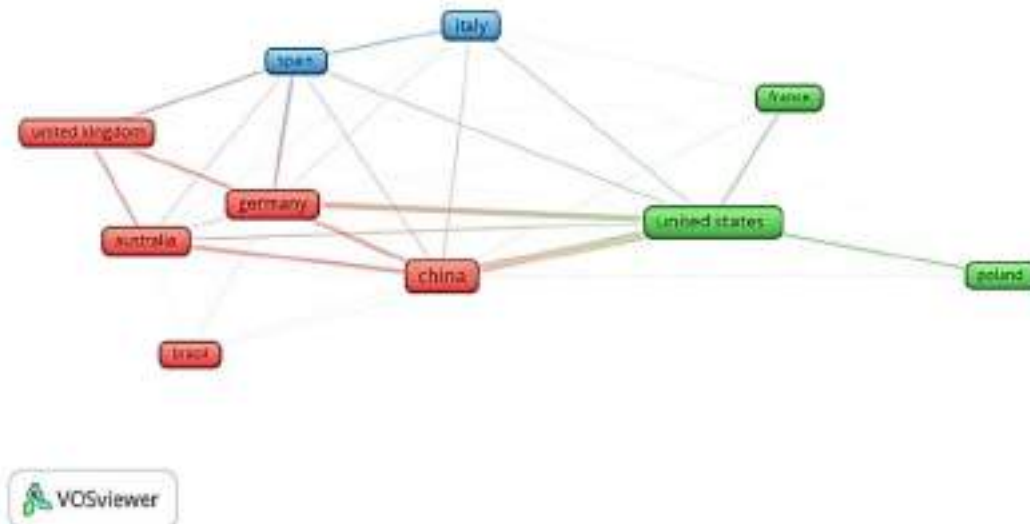 italy
spain
france
united kingdom
germany
united states
australia
china
poland
brazil
VOSviewer